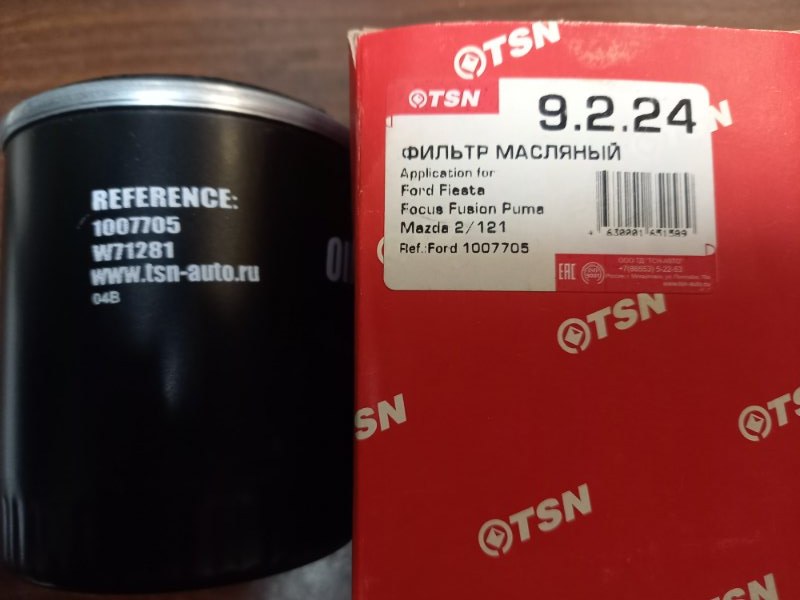 REFERENCE:
1007705
W71281
www.tsn-auto.ru
04B
TSN
TSN
9.2.24
ФИЛЬТР МАСЛЯНЫЙ
Application for
Ford Fiesta
Focus Fusion Puma
Mazda 2/121
Ref.:Ford 1007705
EAC
TSN
TSN
TSN